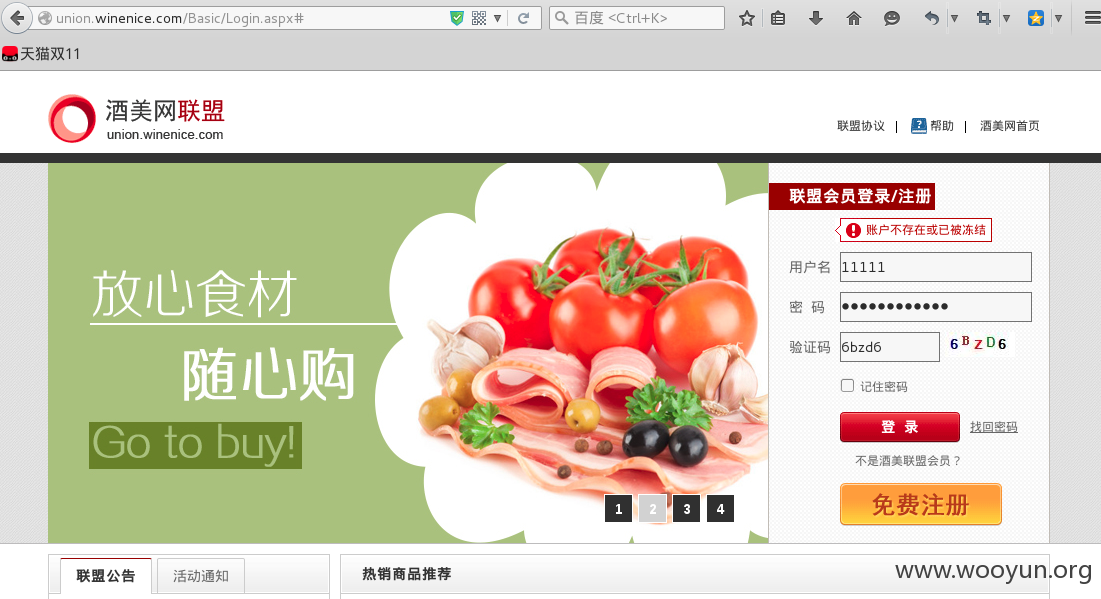 union.winenice.com/Basic/Login.aspx#
百度 <Ctrl+K>
天猫双11
酒美网联盟
union.winenice.com
联盟协议 | ? 帮助 | 酒美网首页
放心食材
随心购
Go to buy!
1 2 3 4
联盟会员登录/注册
账户不存在或已被冻结
用户名 11111
密 码 ●●●●●●●●●●●●
验证码 6bzd6 6BZD6
记住密码
登 录 找回密码
不是酒美联盟会员？
免费注册
联盟公告 活动通知 热销商品推荐
www.wooyun.org